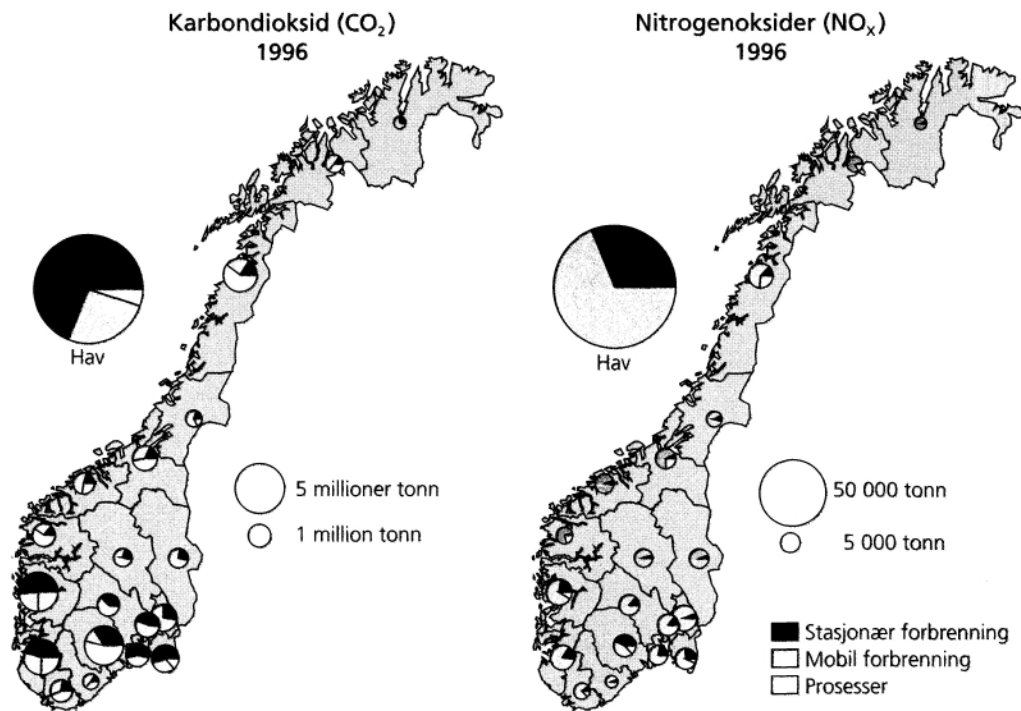 Karbondioksid (CO₂)
1996
Hav
5 millioner tonn
1 million tonn
Nitrogenoksider (NOₓ)
1996
Hav
50 000 tonn
5 000 tonn
Stasjonær forbrenning
Mobil forbrenning
Prosesser